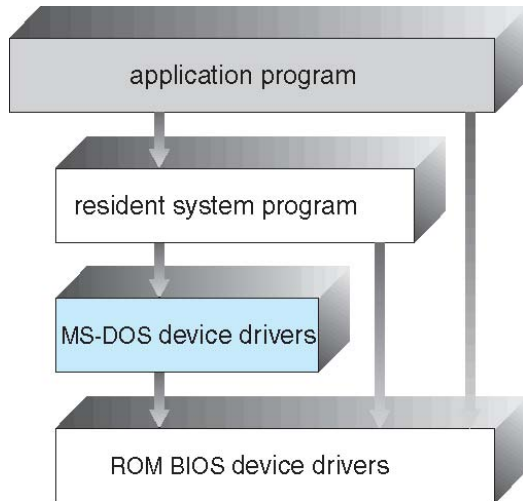 application program
resident system program
MS-DOS device drivers
ROM BIOS device drivers